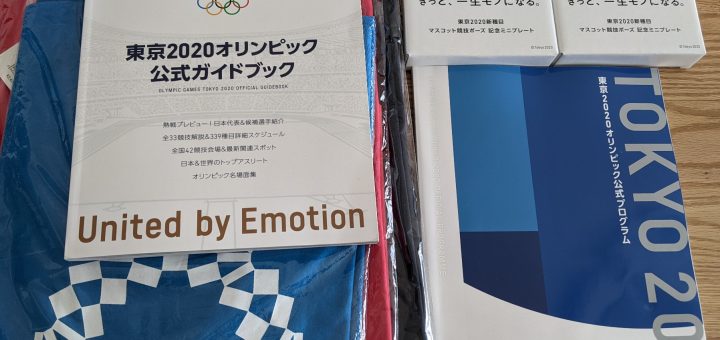 東京2020オリンピック
公式ガイドブック
OLYMPIC GAMES TOKYO 2020 OFFICIAL GUIDEBOOK
熱戦プレビュー!日本代表&候補選手紹介
全33競技解説&339種目詳細スケジュール
全国42競技会場&最新関連スポット
日本&世界のトップアスリート
オリンピック名場面集
United by Emotion
きっと、一生モノになる。
東京2020新種目
マスコット競技ポーズ 記念ミニプレート
©Tokyo 2020
きっと、一生モノになる。
東京2020新種目
マスコット競技ポーズ 記念ミニプレート
©Tokyo 2020
TOKYO 20
東京2020オリンピック公式プログラム